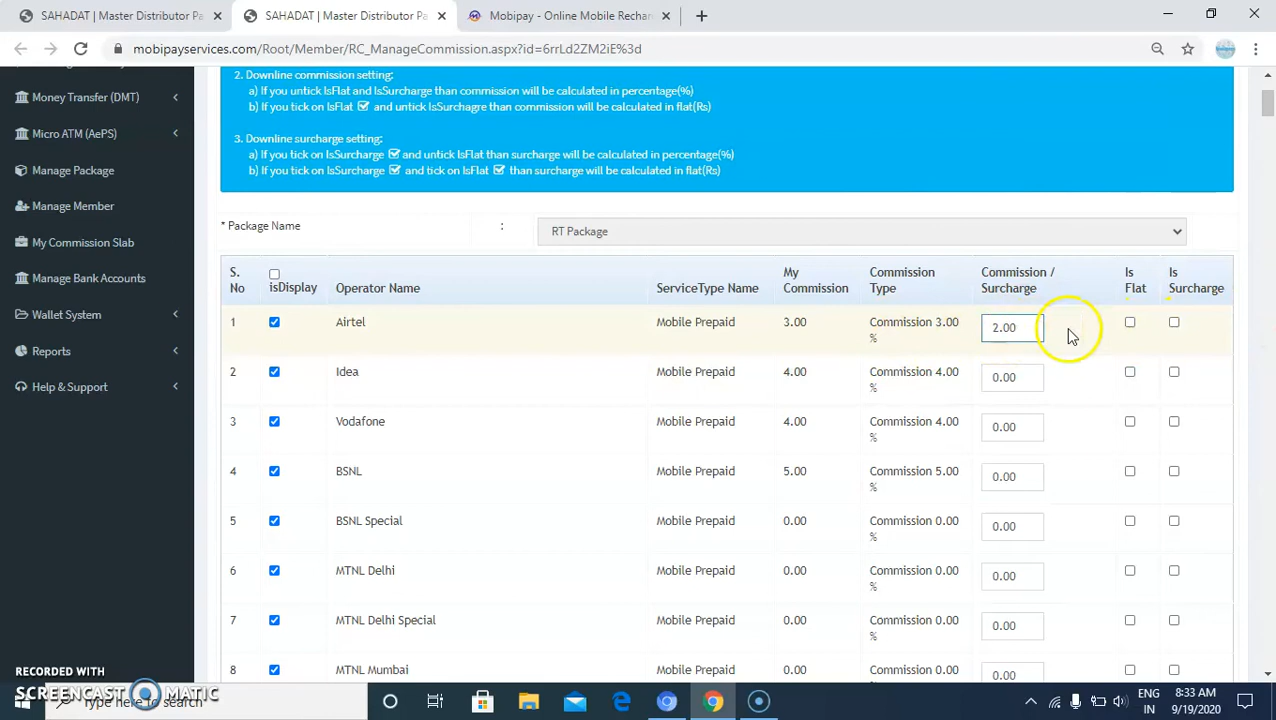 SAHADAT | Master Distributor Pa
SAHADAT | Master Distributor Pa
Mobipay - Online Mobile Rechar
mobipayservices.com/Root/Member/RC_ManageCommission.aspx?id=6rrLd2ZM2iE%3d
Money Transfer (DMT)
Micro ATM (AePS)
Manage Package
Manage Member
My Commission Slab
Manage Bank Accounts
Wallet System
Reports
Help & Support
2. Downline commission setting:
a) If you untick IsFlat and IsSurcharge than commission will be calculated in percentage(%)
b) If you tick on IsFlat and untick IsSurchagre than commission will be calculated in flat(Rs)
3. Downline surcharge setting:
a) If you tick on IsSurcharge and untick IsFlat than surcharge will be calculated in percentage(%)
b) If you tick on IsSurcharge and tick on IsFlat than surcharge will be calculated in flat(Rs)
* Package Name : RT Package
S. No isDisplay Operator Name ServiceType Name My Commission Commission Type Commission / Surcharge Is Flat Is Surcharge
1 Airtel Mobile Prepaid 3.00 Commission 3.00 % 2.00
2 Idea Mobile Prepaid 4.00 Commission 4.00 % 0.00
3 Vodafone Mobile Prepaid 4.00 Commission 4.00 % 0.00
4 BSNL Mobile Prepaid 5.00 Commission 5.00 % 0.00
5 BSNL Special Mobile Prepaid 0.00 Commission 0.00 % 0.00
6 MTNL Delhi Mobile Prepaid 0.00 Commission 0.00 % 0.00
7 MTNL Delhi Special Mobile Prepaid 0.00 Commission 0.00 % 0.00
8 MTNL Mumbai Mobile Prepaid 0.00 Commission 0.00 0.00
RECORDED WITH
SCREENCAST MATIC
Type here to search
ENG
IN
8:33 AM
9/19/2020